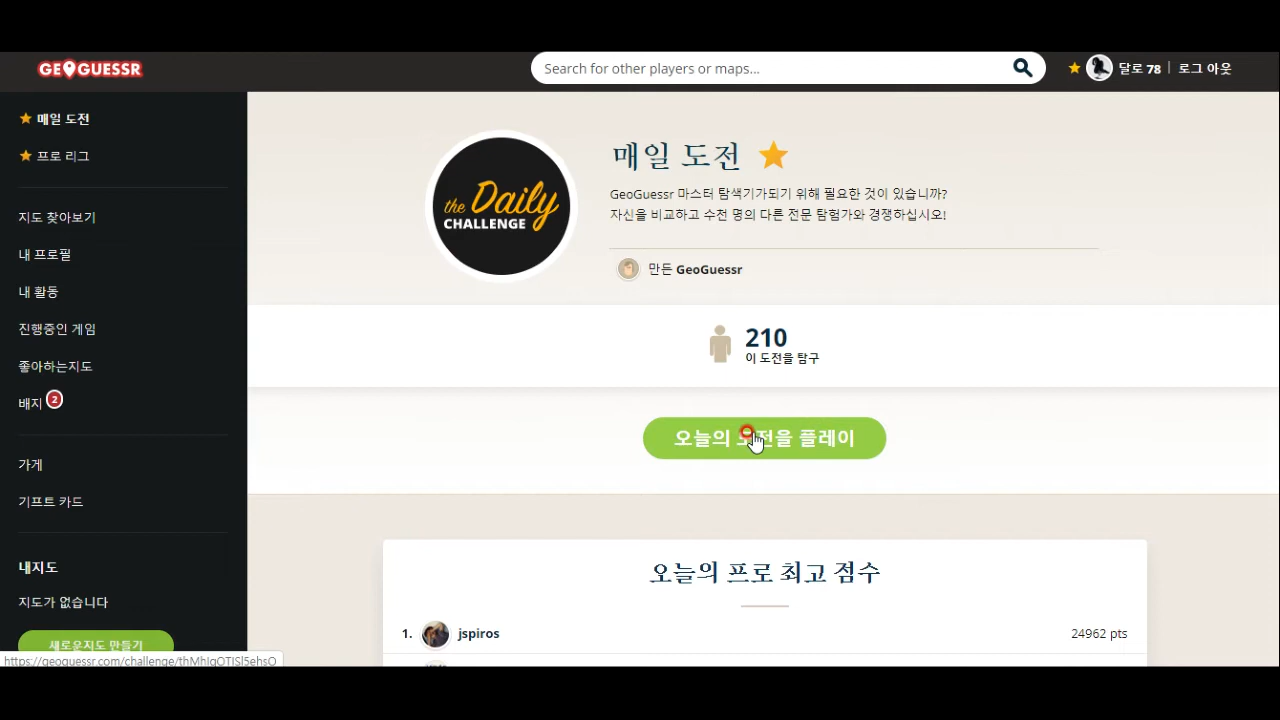 GEOGUESSR
Search for other players or maps...
달로 78 | 로그 아웃
매일 도전
프로 리그
지도 찾아보기
내 프로필
내 활동
진행중인 게임
좋아하는지도
배지 2
가게
기프트 카드
내지도
지도가 없습니다
새로운지도 만들기
the Daily
CHALLENGE
매일 도전
GeoGuessr 마스터 탐색기가되기 위해 필요한 것이 있습니까?
자신을 비교하고 수천 명의 다른 전문 탐험가와 경쟁하십시오!
만든 GeoGuessr
210
이 도전을 탐구
오늘의 도전을 플레이
오늘의 프로 최고 점수
1. jspiros 24962 pts